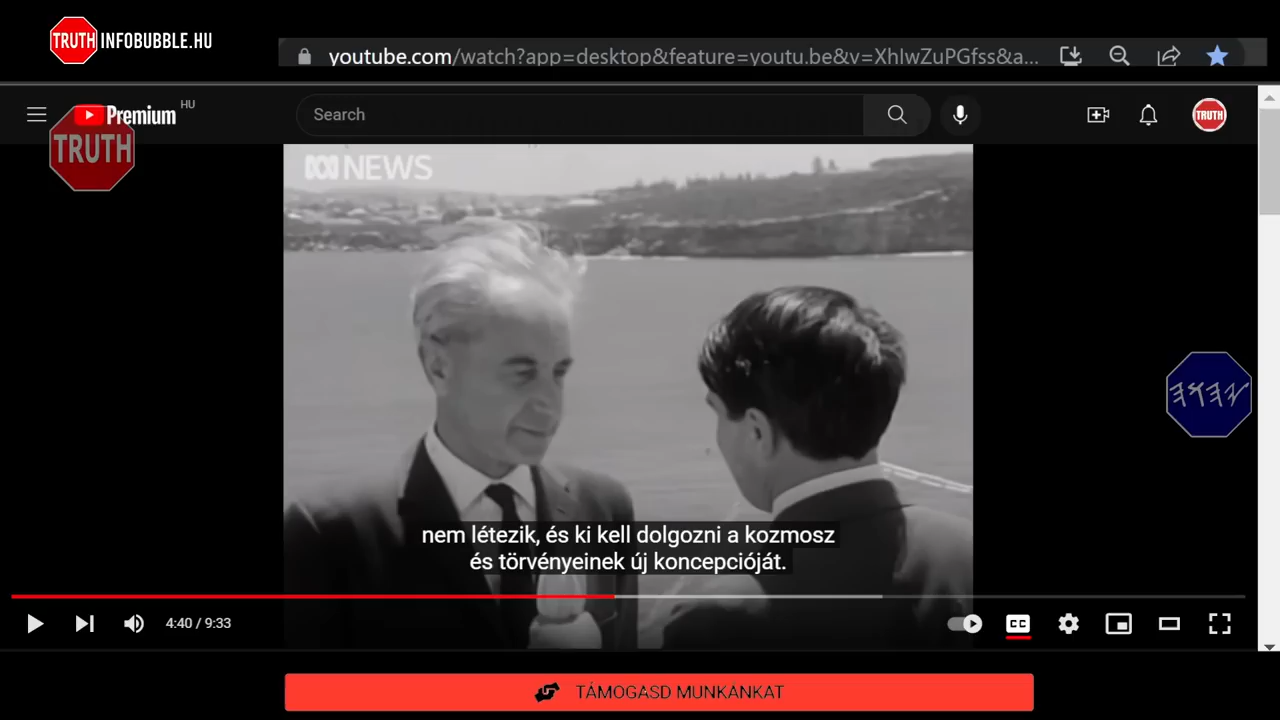 TRUTH INFOBUBBLE.HU
youtube.com/watch?app=desktop&feature=youtu.be&v=XhlwZuPGfss&a...
Premium HU
Search
TRUTH
TRUTH
NEWS
𐤉𐤄𐤅𐤄
nem létezik, és ki kell dolgozni a kozmosz
és törvényeinek új koncepcióját.
4:40 / 9:33
CC
TÁMOGASD MUNKÁNKAT